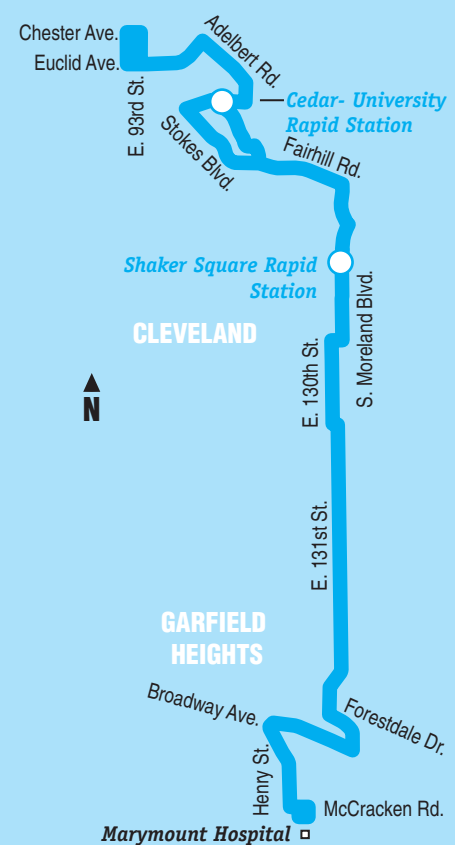 Chester Ave.
Euclid Ave.
E. 93rd St.
Adelbert Rd.
Cedar- University
Rapid Station
Stokes Blvd.
Fairhill Rd.
Shaker Square Rapid
Station
S. Moreland Blvd.
CLEVELAND
E. 130th St.
N
E. 131st St.
GARFIELD
HEIGHTS
Broadway Ave.
Forestdale Dr.
Henry St.
McCracken Rd.
Marymount Hospital